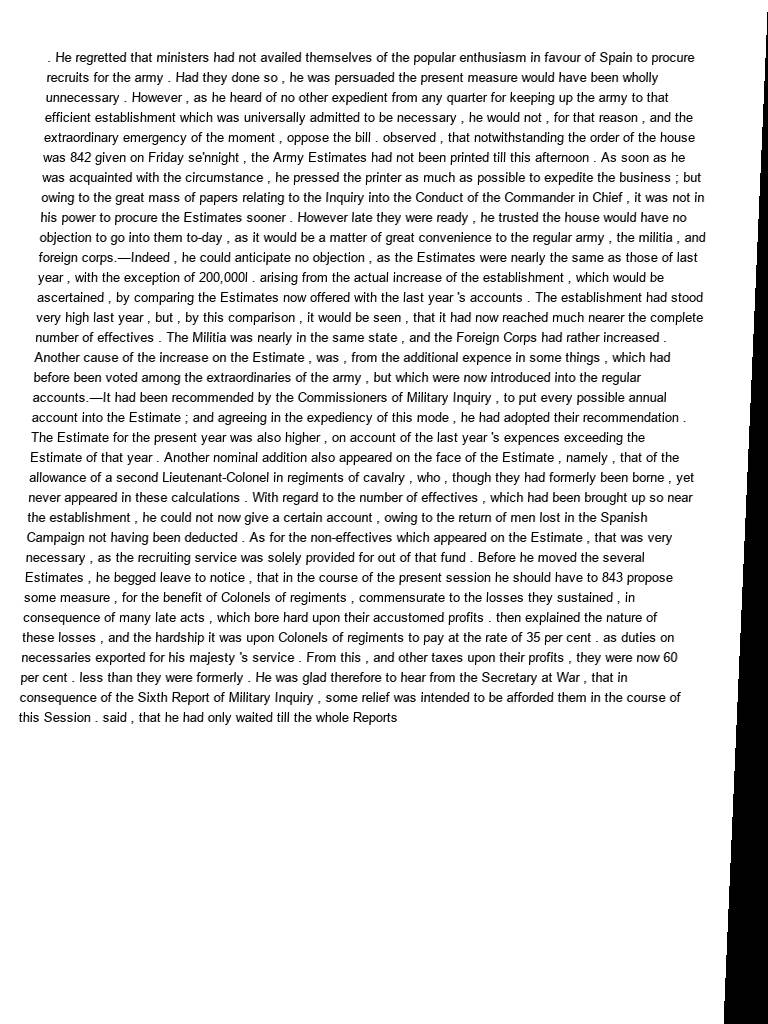 . He regretted that ministers had not availed themselves of the popular enthusiasm in favour of Spain to procure
recruits for the army . Had they done so , he was persuaded the present measure would have been wholly
unnecessary . However , as he heard of no other expedient from any quarter for keeping up the army to that
efficient establishment which was universally admitted to be necessary , he would not , for that reason , and the
extraordinary emergency of the moment , oppose the bill . observed , that notwithstanding the order of the house
was 842 given on Friday se'nnight , the Army Estimates had not been printed till this afternoon . As soon as he
was acquainted with the circumstance , he pressed the printer as much as possible to expedite the business ; but
owing to the great mass of papers relating to the Inquiry into the Conduct of the Commander in Chief , it was not in
his power to procure the Estimates sooner . However late they were ready , he trusted the house would have no
objection to go into them to-day , as it would be a matter of great convenience to the regular army , the militia , and
foreign corps.—Indeed , he could anticipate no objection , as the Estimates were nearly the same as those of last
year , with the exception of 200,000l . arising from the actual increase of the establishment , which would be
ascertained , by comparing the Estimates now offered with the last year 's accounts . The establishment had stood
very high last year , but , by this comparison , it would be seen , that it had now reached much nearer the complete
number of effectives . The Militia was nearly in the same state , and the Foreign Corps had rather increased .
Another cause of the increase on the Estimate , was , from the additional expence in some things , which had
before been voted among the extraordinaries of the army , but which were now introduced into the regular
accounts.—It had been recommended by the Commissioners of Military Inquiry , to put every possible annual
account into the Estimate ; and agreeing in the expediency of this mode , he had adopted their recommendation .
The Estimate for the present year was also higher , on account of the last year 's expences exceeding the
Estimate of that year . Another nominal addition also appeared on the face of the Estimate , namely , that of the
allowance of a second Lieutenant-Colonel in regiments of cavalry , who , though they had formerly been borne , yet
never appeared in these calculations . With regard to the number of effectives , which had been brought up so near
the establishment , he could not now give a certain account , owing to the return of men lost in the Spanish
Campaign not having been deducted . As for the non-effectives which appeared on the Estimate , that was very
necessary , as the recruiting service was solely provided for out of that fund . Before he moved the several
Estimates , he begged leave to notice , that in the course of the present session he should have to 843 propose
some measure , for the benefit of Colonels of regiments , commensurate to the losses they sustained , in
consequence of many late acts , which bore hard upon their accustomed profits . then explained the nature of
these losses , and the hardship it was upon Colonels of regiments to pay at the rate of 35 per cent . as duties on
necessaries exported for his majesty 's service . From this , and other taxes upon their profits , they were now 60
per cent . less than they were formerly . He was glad therefore to hear from the Secretary at War , that in
consequence of the Sixth Report of Military Inquiry , some relief was intended to be afforded them in the course of
this Session . said , that he had only waited till the whole Reports